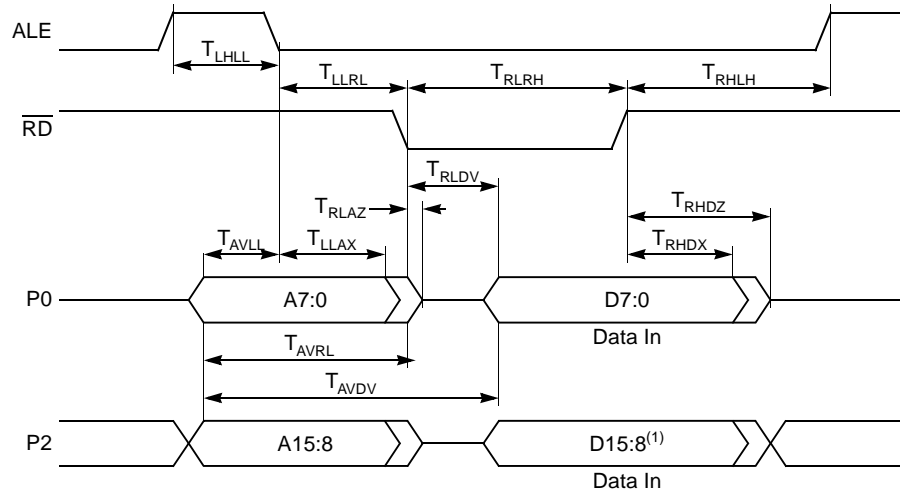 ALE
T_LHLL
T_LLRL
T_RLRH
T_RHLH
RD
T_RLDV
T_RLAZ
T_RHDZ
T_AVLL
T_LLAX
T_RHDX
P0
A7:0
D7:0
Data In
T_AVRL
T_AVDV
P2
A15:8
D15:8(1)
Data In